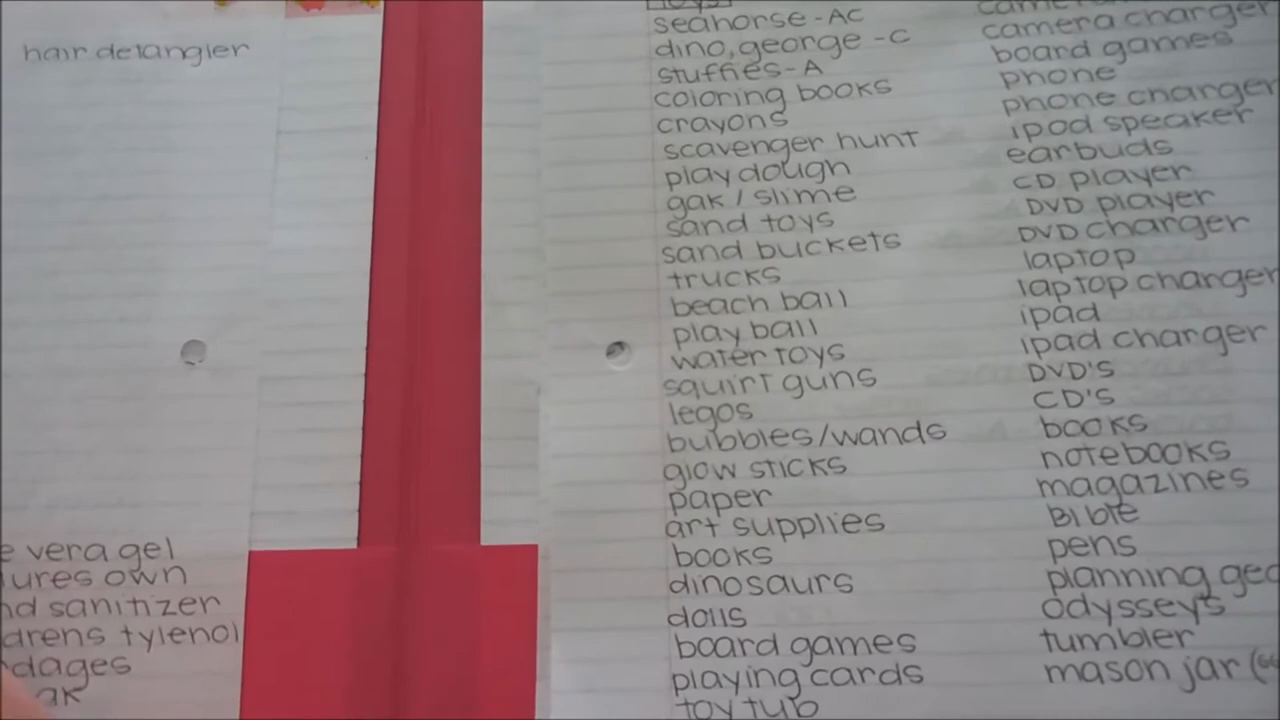 hair detangler
e vera gel
ures own
nd sanitizer
drens tylenol
dages
ak
Toys
seahorse - AC
dino, george - C
stuffies - A
coloring books
crayons
scavenger hunt
play dough
gak / slime
sand toys
sand buckets
trucks
beach ball
play ball
water toys
squirt guns
legos
bubbles/wands
glow sticks
paper
art supplies
books
dinosaurs
dolls
board games
playing cards
toy tub
camera charger
board games
phone
phone charger
ipod speaker
earbuds
CD player
DVD player
DVD charger
laptop
laptop charger
ipad
ipad charger
DVD'S
CD'S
books
notebooks
magazines
Bible
pens
planning gea
odyssey's
tumbler
mason jar (